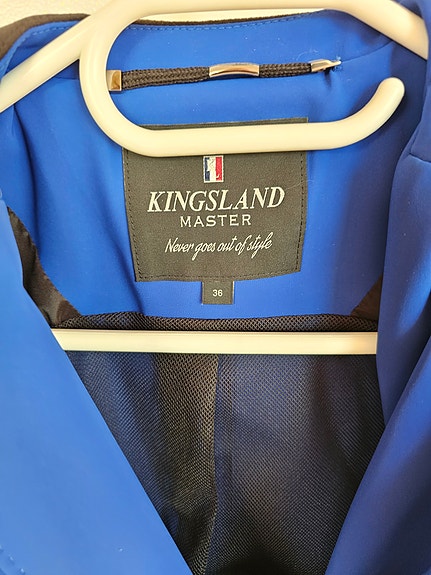 KINGSLAND
MASTER
Never goes out of style
36